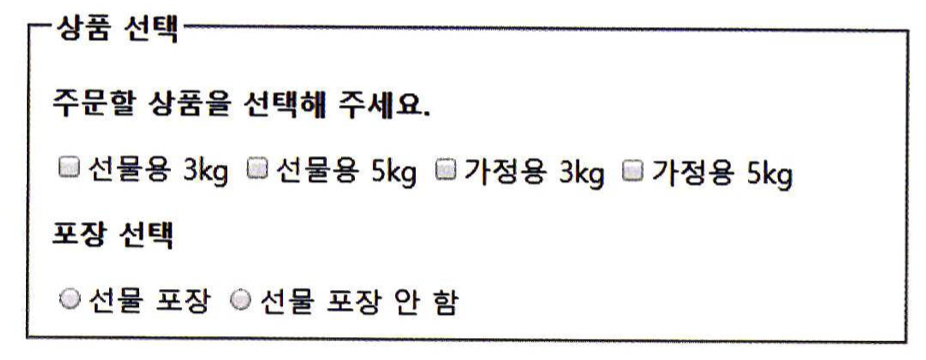 상품 선택
주문할 상품을 선택해 주세요.
선물용 3kg 선물용 5kg 가정용 3kg 가정용 5kg
포장 선택
선물 포장 선물 포장 안 함